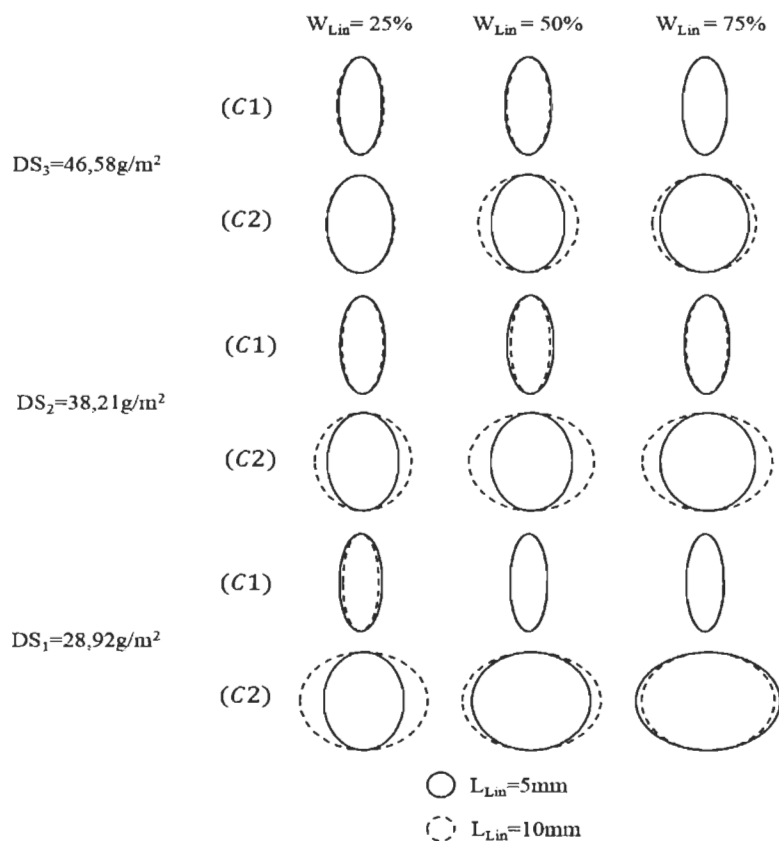 W_Lin= 25% W_Lin= 50% W_Lin= 75%
(C1)
DS₃=46,58g/m²
(C2)
(C1)
DS₂=38,21g/m²
(C2)
(C1)
DS₁=28,92g/m²
(C2)
L_Lin=5mm
L_Lin=10mm